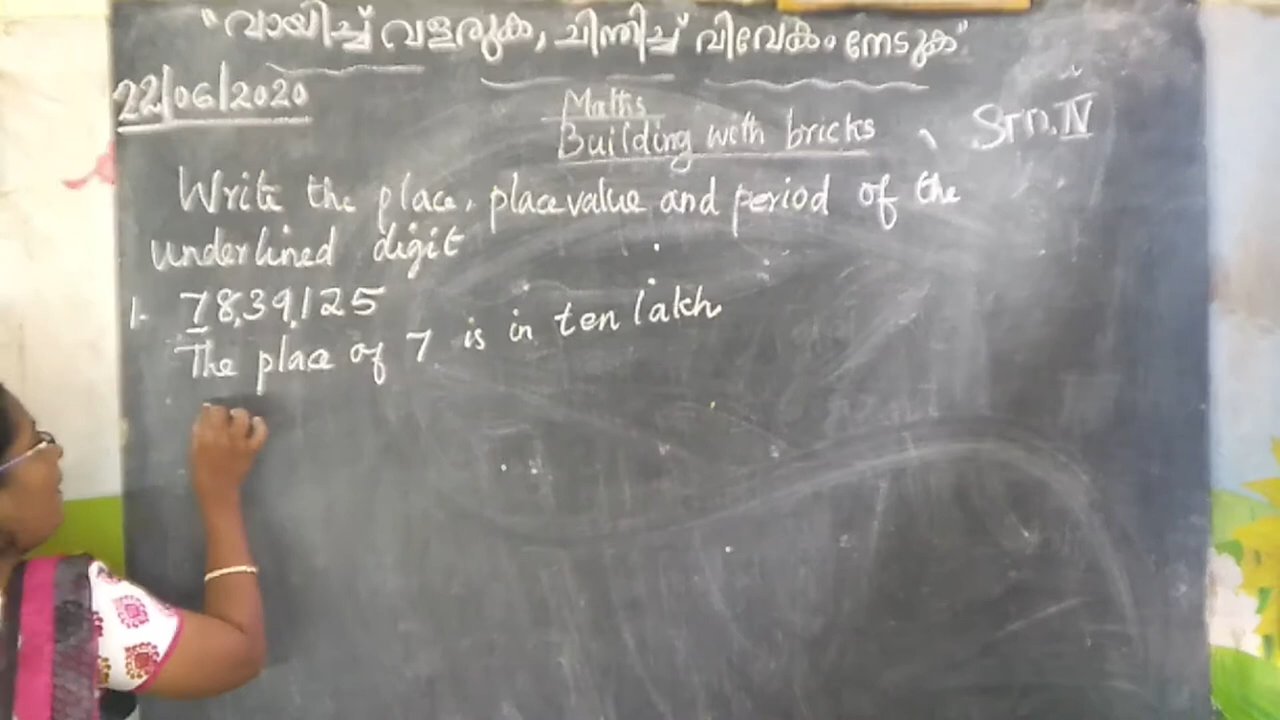 "വായിച്ച് വളരുക, ചിന്തിച്ച് വിവേകം നേടുക"
22/06/2020
Maths
Building with bricks, STD. IV
Write the place, place value and period of the
underlined digit
1. 78,39,125
The place of 7 is in ten lakh